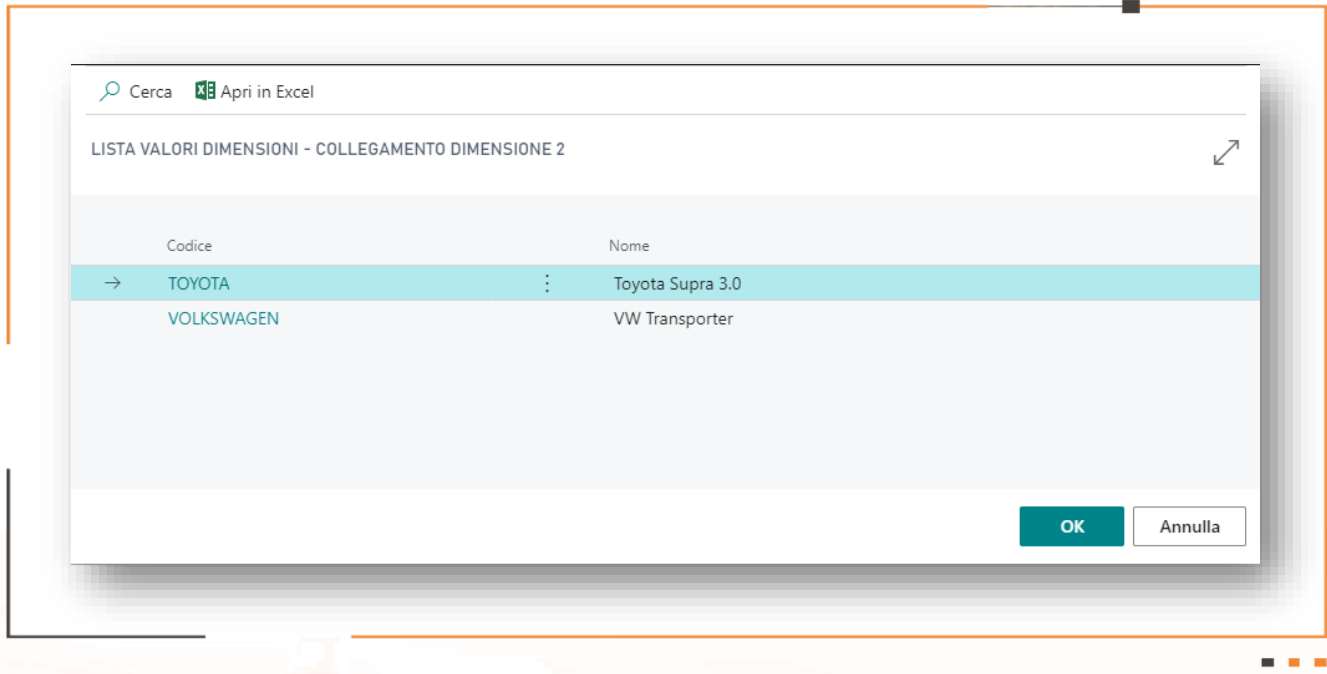 Cerca Apri in Excel
LISTA VALORI DIMENSIONI - COLLEGAMENTO DIMENSIONE 2
Codice Nome
TOYOTA Toyota Supra 3.0
VOLKSWAGEN VW Transporter
OK Annulla